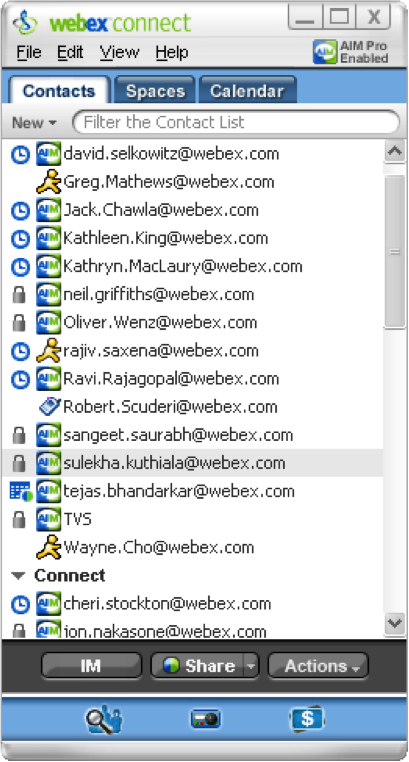 webex connect
File Edit View Help
AIM Pro
Enabled
Contacts Spaces Calendar
New Filter the Contact List
AIM david.selkowitz@webex.com
Greg.Mathews@webex.com
AIM Jack.Chawla@webex.com
AIM Kathleen.King@webex.com
AIM Kathryn.MacLaury@webex.com
AIM neil.griffiths@webex.com
AIM Oliver.Wenz@webex.com
rajiv.saxena@webex.com
AIM Ravi.Rajagopal@webex.com
Robert.Scuderi@webex.com
AIM sangeet.saurabh@webex.com
AIM sulekha.kuthiala@webex.com
AIM tejas.bhandarkar@webex.com
AIM TVS
Wayne.Cho@webex.com
Connect
AIM cheri.stockton@webex.com
AIM jon.nakasone@webex.com
IM Share Actions
$